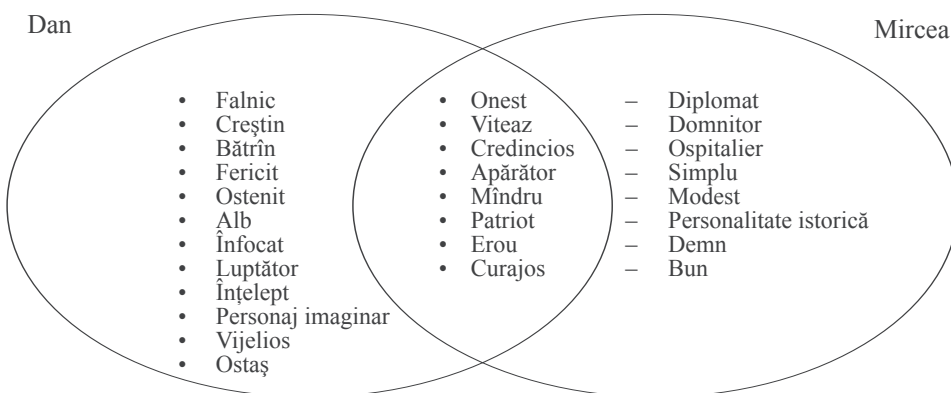 Dan
Mircea
• Falnic
• Creştin
• Bătrîn
• Fericit
• Ostenit
• Alb
• Înfocat
• Luptător
• Înţelept
• Personaj imaginar
• Vijelios
• Ostaş
• Onest
• Viteaz
• Credincios
• Apărător
• Mîndru
• Patriot
• Erou
• Curajos
– Diplomat
– Domnitor
– Ospitalier
– Simplu
– Modest
– Personalitate istorică
– Demn
– Bun